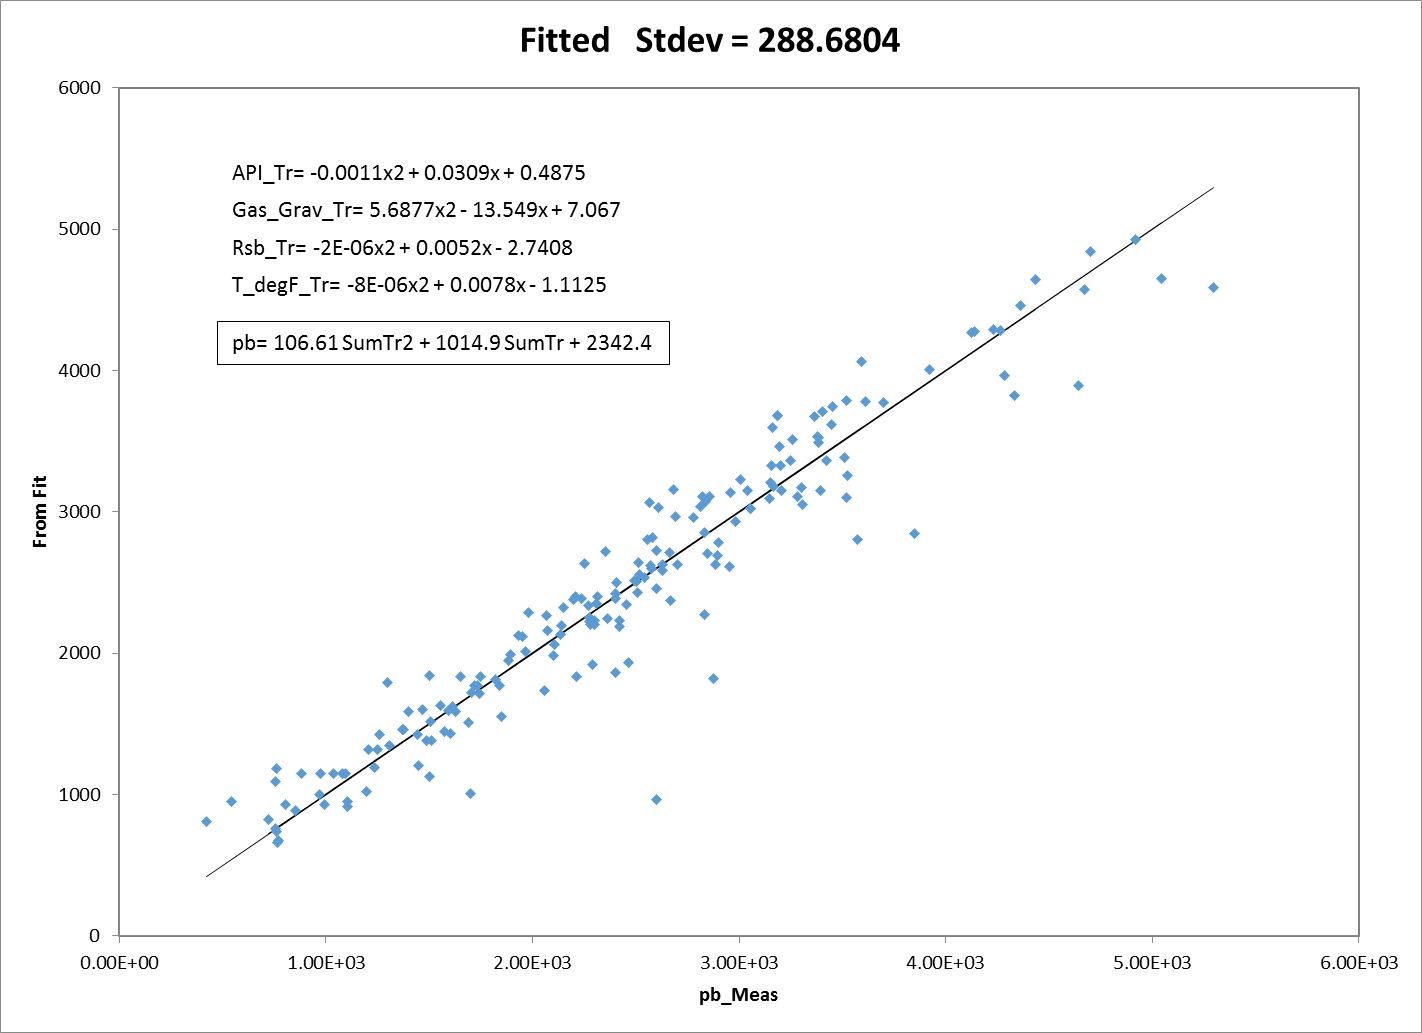 Fitted   Stdev = 288.6804
6000
5000
4000
3000
2000
1000
0
API_Tr= -0.0011x2 + 0.0309x + 0.4875
Gas_Grav_Tr= 5.6877x2 - 13.549x + 7.067
Rsb_Tr= -2E-06x2 + 0.0052x - 2.7408
T_degF_Tr= -8E-06x2 + 0.0078x - 1.1125
pb= 106.61 SumTr2 + 1014.9 SumTr + 2342.4
From Fit
0.00E+00 1.00E+03 2.00E+03 3.00E+03 4.00E+03 5.00E+03 6.00E+03
pb_Meas